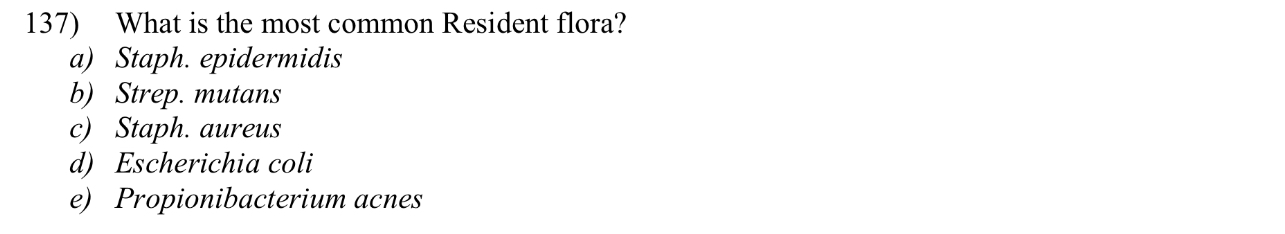 137) What is the most common Resident flora?
a) Staph. epidermidis
b) Strep. mutans
c) Staph. aureus
d) Escherichia coli
e) Propionibacterium acnes